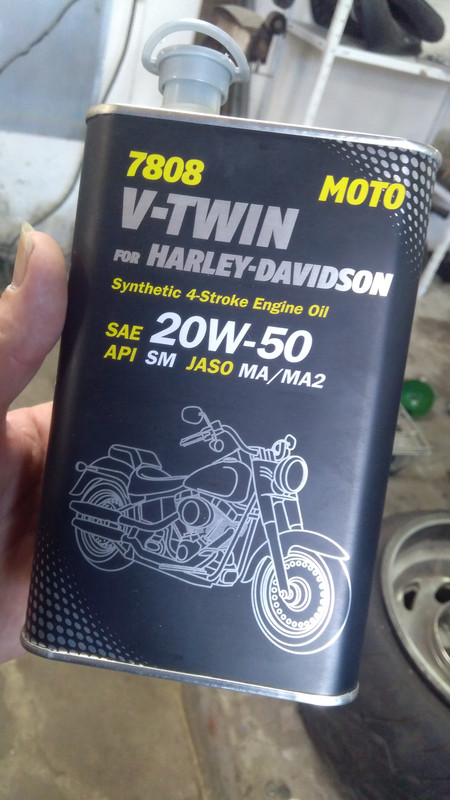 7808
MOTO
V-TWIN
FOR HARLEY-DAVIDSON
Synthetic 4-Stroke Engine Oil
SAE 20W-50
API SM JASO MA/MA2